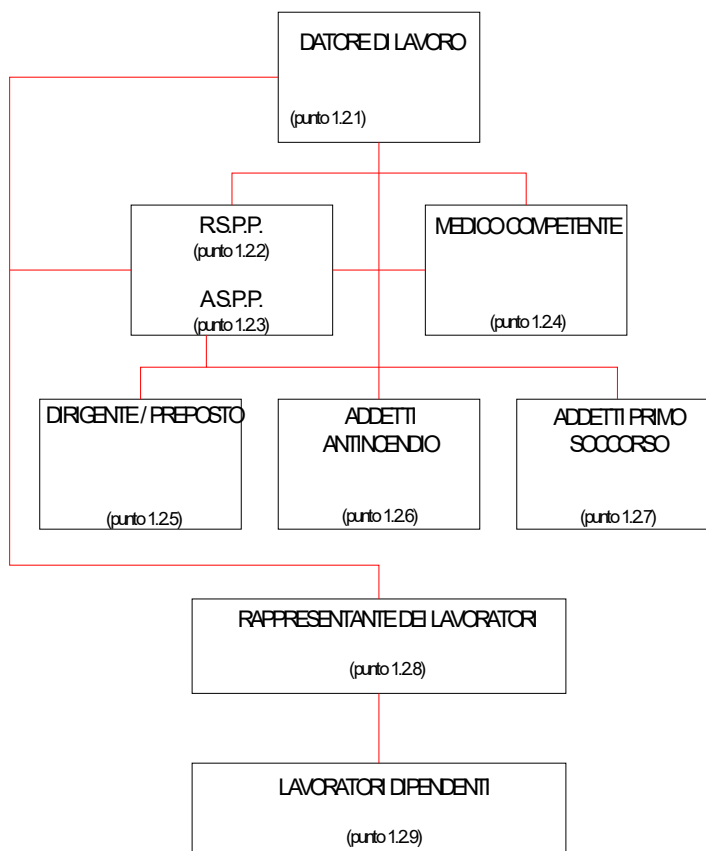 DATORE DI LAVORO
(punto 1.2.1)
R.S.P.P.
(punto 1.2.2)
A.S.P.P.
(punto 1.2.3)
MEDICO COMPETENTE
(punto 1.2.4)
DIRIGENTE / PREPOSTO
(punto 1.2.5)
ADDETTI
ANTINCENDIO
(punto 1.2.6)
ADDETTI PRIMO
SOCCORSO
(punto 1.2.7)
RAPPRESENTANTE DEI LAVORATORI
(punto 1.2.8)
LAVORATORI DIPENDENTI
(punto 1.2.9)